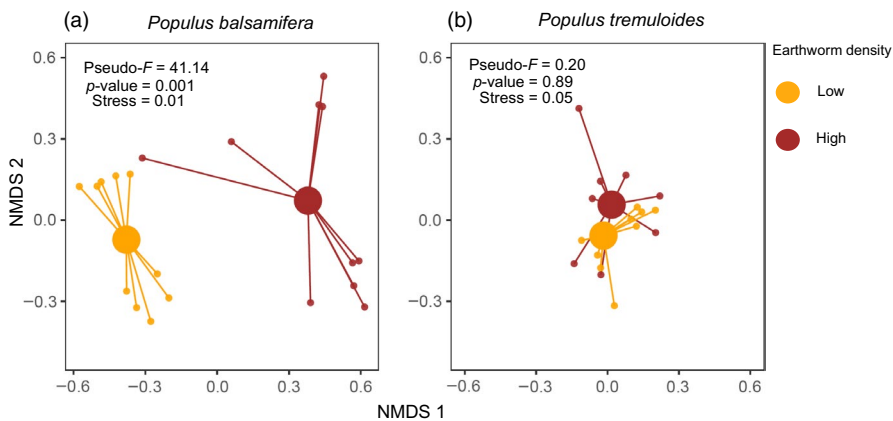 (a)
Populus balsamifera
(b)
Populus tremuloides
Pseudo-F = 41.14
p-value = 0.001
Stress = 0.01
Pseudo-F = 0.20
p-value = 0.89
Stress = 0.05
Earthworm density
Low
High
NMDS 2
0.6
0.3
0.0
−0.3
0.6
0.3
0.0
−0.3
−0.6
−0.3
0.0
0.3
0.6
−0.6
−0.3
0.0
0.3
0.6
NMDS 1